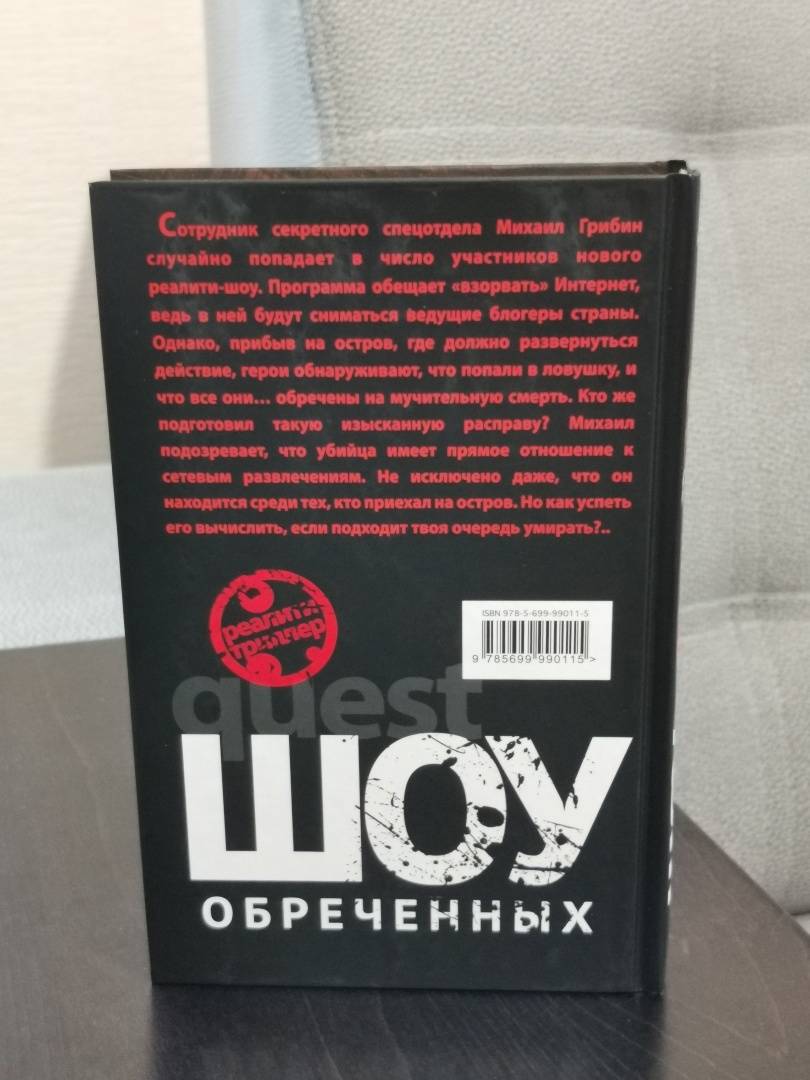 Сотрудник секретного спецотдела Михаил Грибин
случайно попадает в число участников нового
реалити-шоу. Программа обещает «взорвать» Интернет,
ведь в ней будут сниматься ведущие блогеры страны.
Однако, прибыв на остров, где должно развернуться
действие, герои обнаруживают, что попали в ловушку, и
что все они... обречены на мучительную смерть. Кто же
подготовил такую изысканную расправу? Михаил
подозревает, что убийца имеет прямое отношение к
сетевым развлечениям. Не исключено даже, что он
находится среди тех, кто приехал на остров. Но как успеть
его вычислить, если подходит твоя очередь умирать?..
реалити
триллер
ISBN 978-5-699-99011-5
9 785699 990115 >
quest
ШОУ
ОБРЕЧЕННЫХ